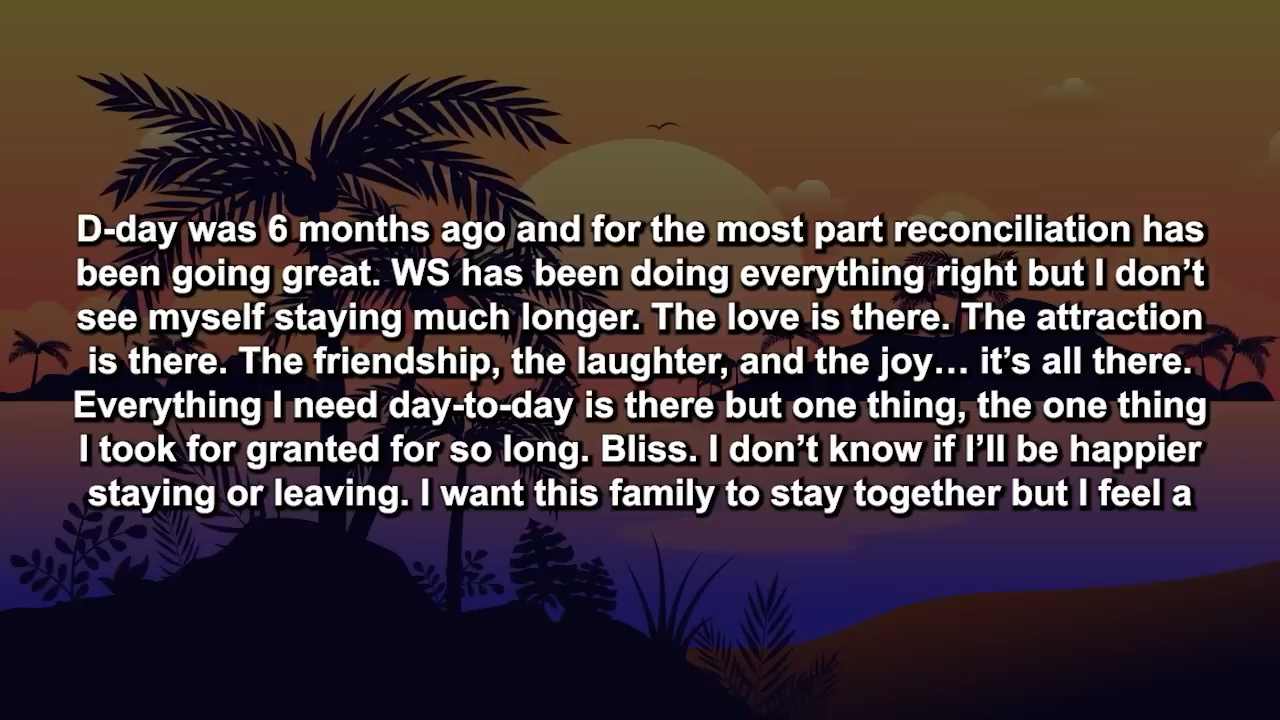 D-day was 6 months ago and for the most part reconciliation has
been going great. WS has been doing everything right but I don’t
see myself staying much longer. The love is there. The attraction
is there. The friendship, the laughter, and the joy… it’s all there.
Everything I need day-to-day is there but one thing, the one thing
I took for granted for so long. Bliss. I don’t know if I’ll be happier
staying or leaving. I want this family to stay together but I feel a